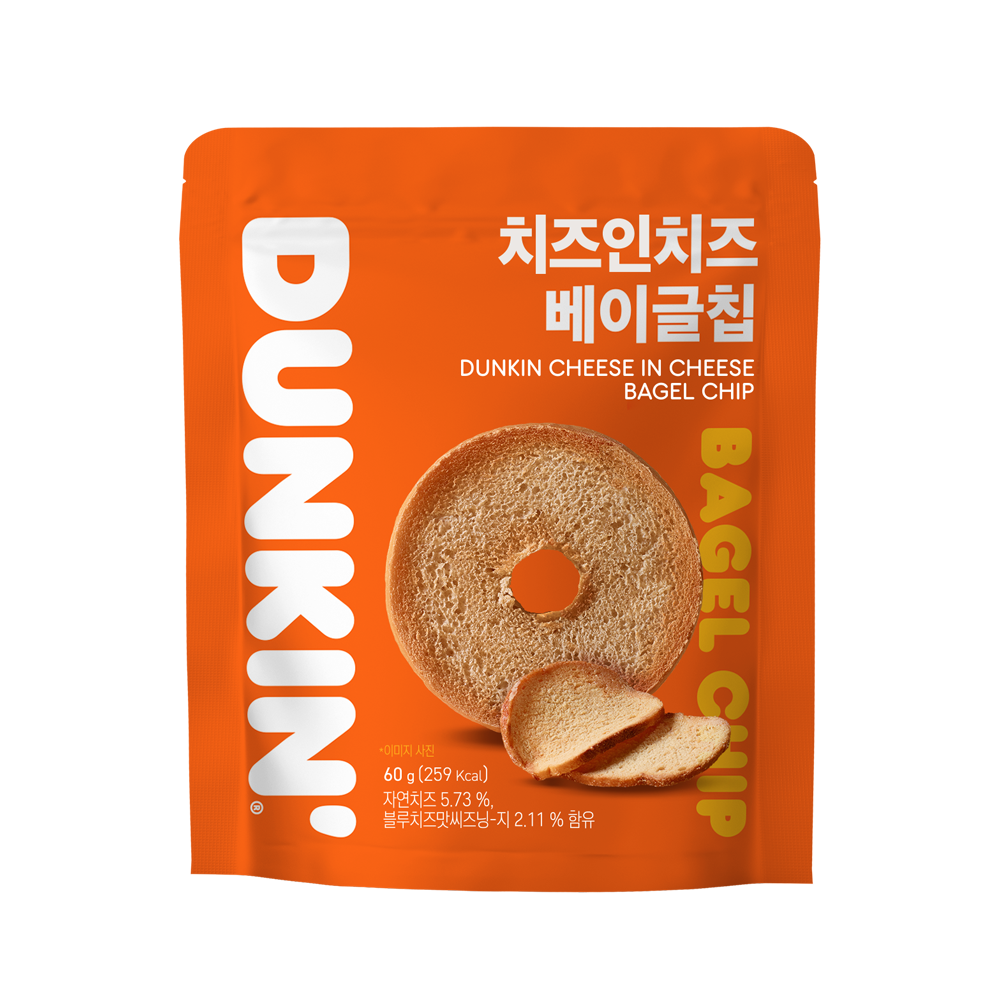 DUNKIN'
®
치즈인치즈
베이글칩
DUNKIN CHEESE IN CHEESE
BAGEL CHIP
BAGEL CHIP
*이미지 사진
60 g (259 Kcal)
자연치즈 5.73 %,
블루치즈맛씨즈닝-지 2.11 % 함유